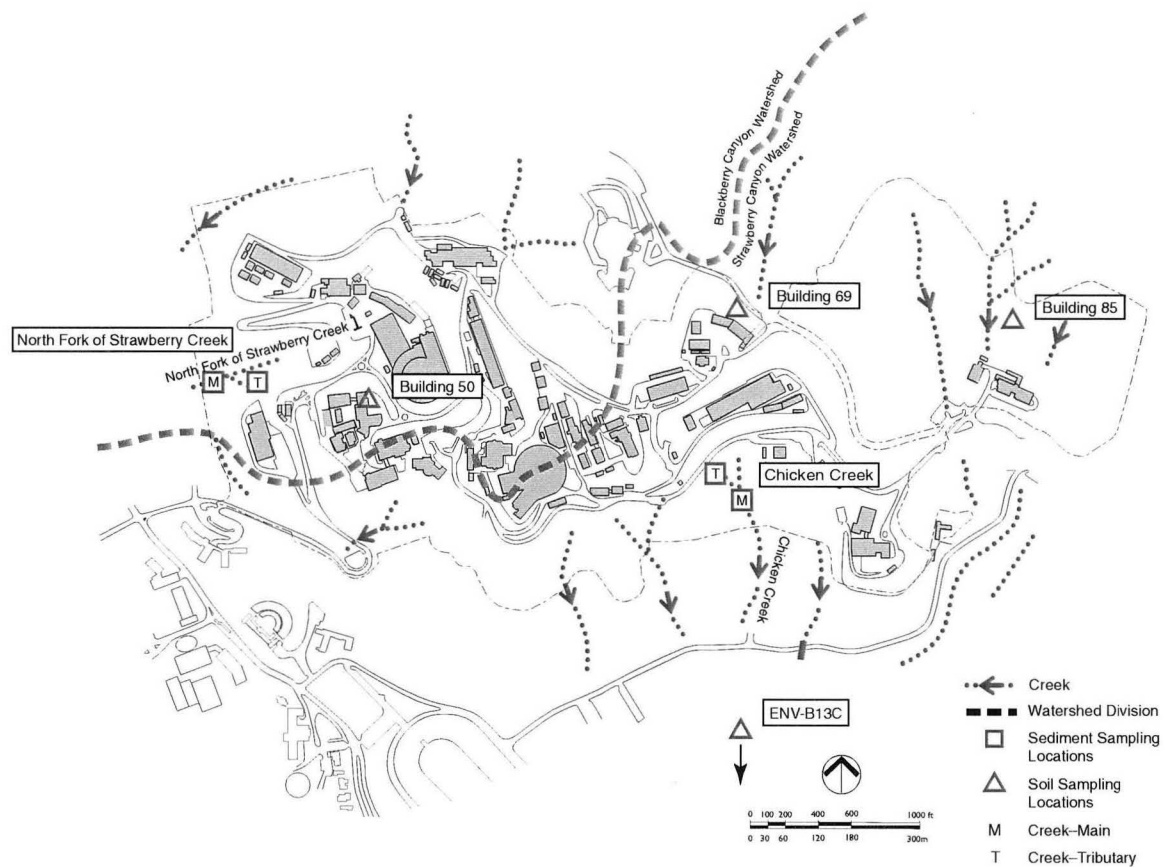 Blackberry Canyon Watershed
Strawberry Canyon Watershed
Building 69
Building 85
North Fork of Strawberry Creek
North Fork of Strawberry Creek
M
T
Building 50
T
Chicken Creek
M
Chicken Creek
ENV-B13C
0 100 200 400 600 1000 ft
0 30 60 120 180 300m
Creek
Watershed Division
Sediment Sampling
Locations
Soil Sampling
Locations
M Creek–Main
T Creek–Tributary